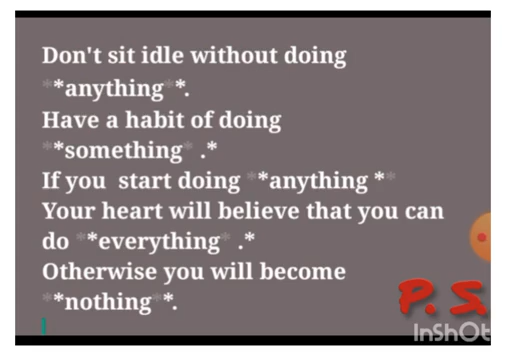 Don't sit idle without doing
**anything**.
Have a habit of doing
**something* .*
If you  start doing **anything **
Your heart will believe that you can
do **everything* .*
Otherwise you will become
**nothing**.
P. S
InShOt